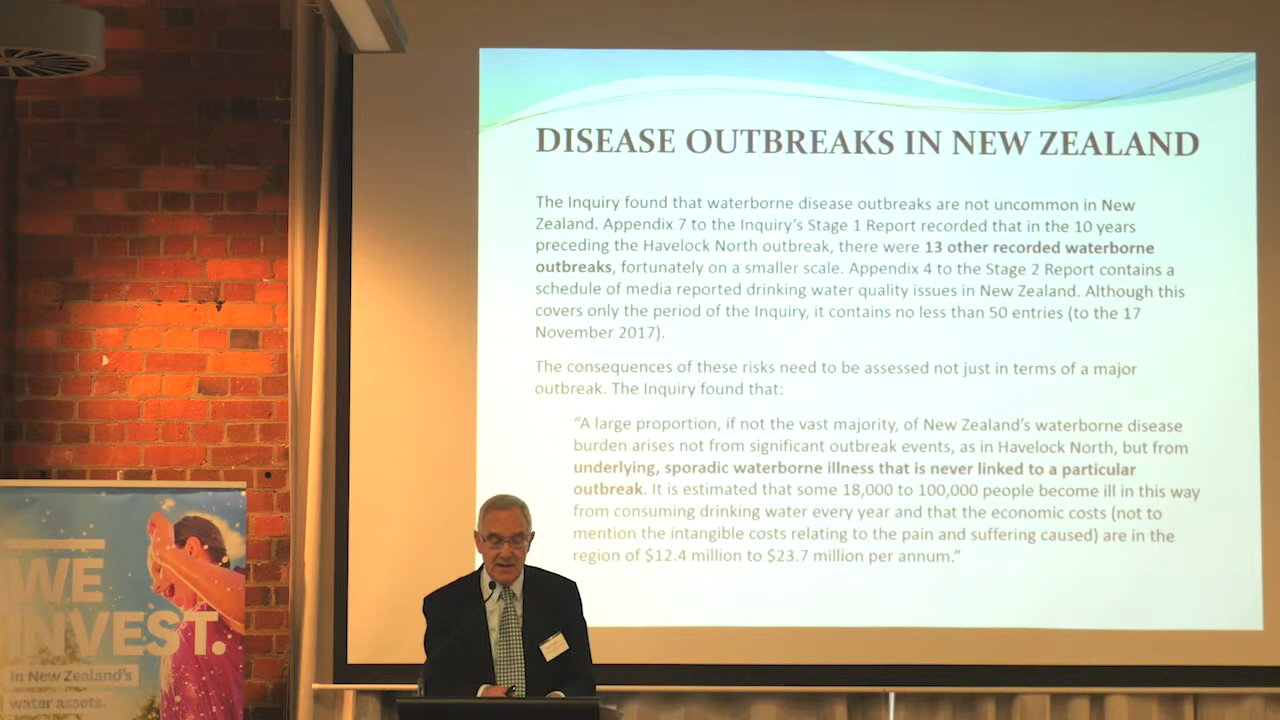 DISEASE OUTBREAKS IN NEW ZEALAND
The Inquiry found that waterborne disease outbreaks are not uncommon in New
Zealand. Appendix 7 to the Inquiry's Stage 1 Report recorded that in the 10 years
preceding the Havelock North outbreak, there were 13 other recorded waterborne
outbreaks, fortunately on a smaller scale. Appendix 4 to the Stage 2 Report contains a
schedule of media reported drinking water quality issues in New Zealand. Although this
covers only the period of the Inquiry, it contains no less than 50 entries (to the 17
November 2017).
The consequences of these risks need to be assessed not just in terms of a major
outbreak. The Inquiry found that:
“A large proportion, if not the vast majority, of New Zealand’s waterborne disease
burden arises not from significant outbreak events, as in Havelock North, but from
underlying, sporadic waterborne illness that is never linked to a particular
outbreak. It is estimated that some 18,000 to 100,000 people become ill in this way
from consuming drinking water every year and that the economic costs (not to
mention the intangible costs relating to the pain and suffering caused) are in the
region of $12.4 million to $23.7 million per annum.”
WE
INVEST.
In New Zealand's
water assets.